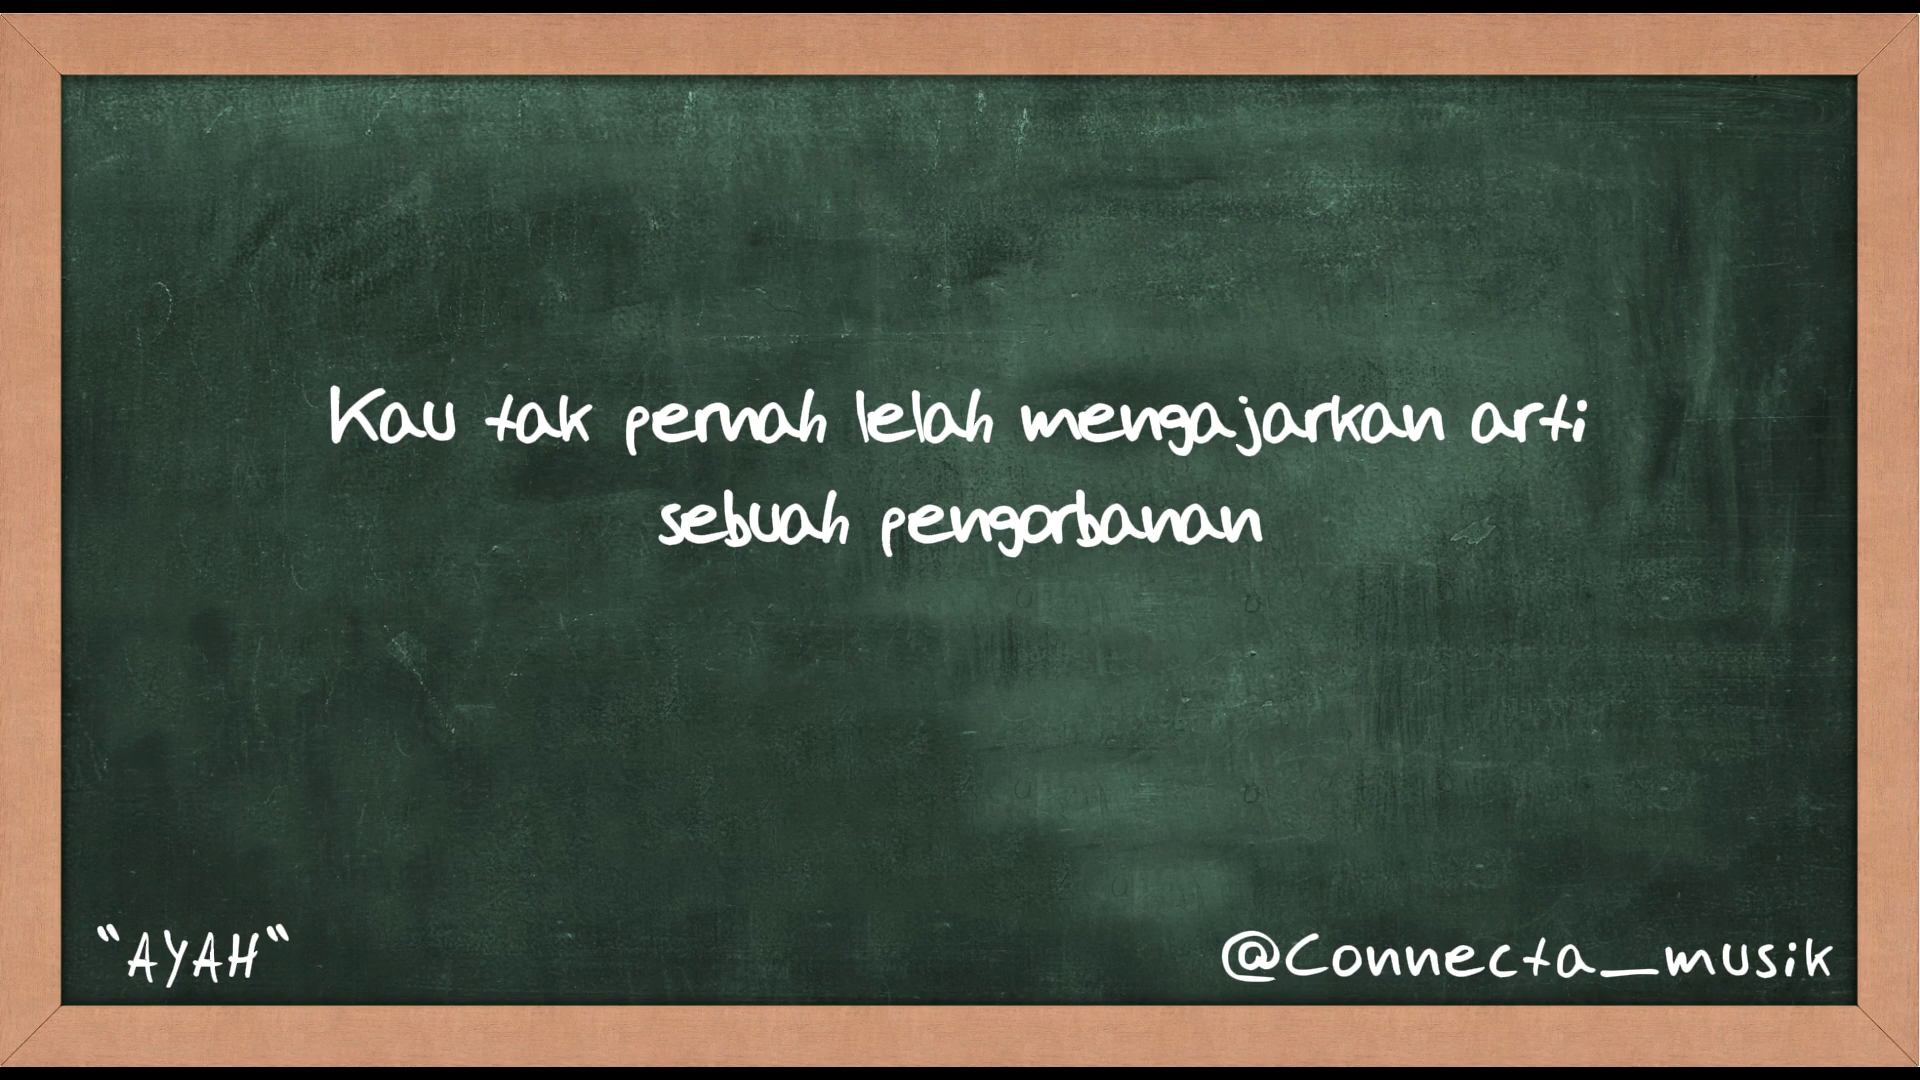 Kau tak pernah lelah mengajarkan arti
sebuah pengorbanan
"AYAH"
@Connecta_musik